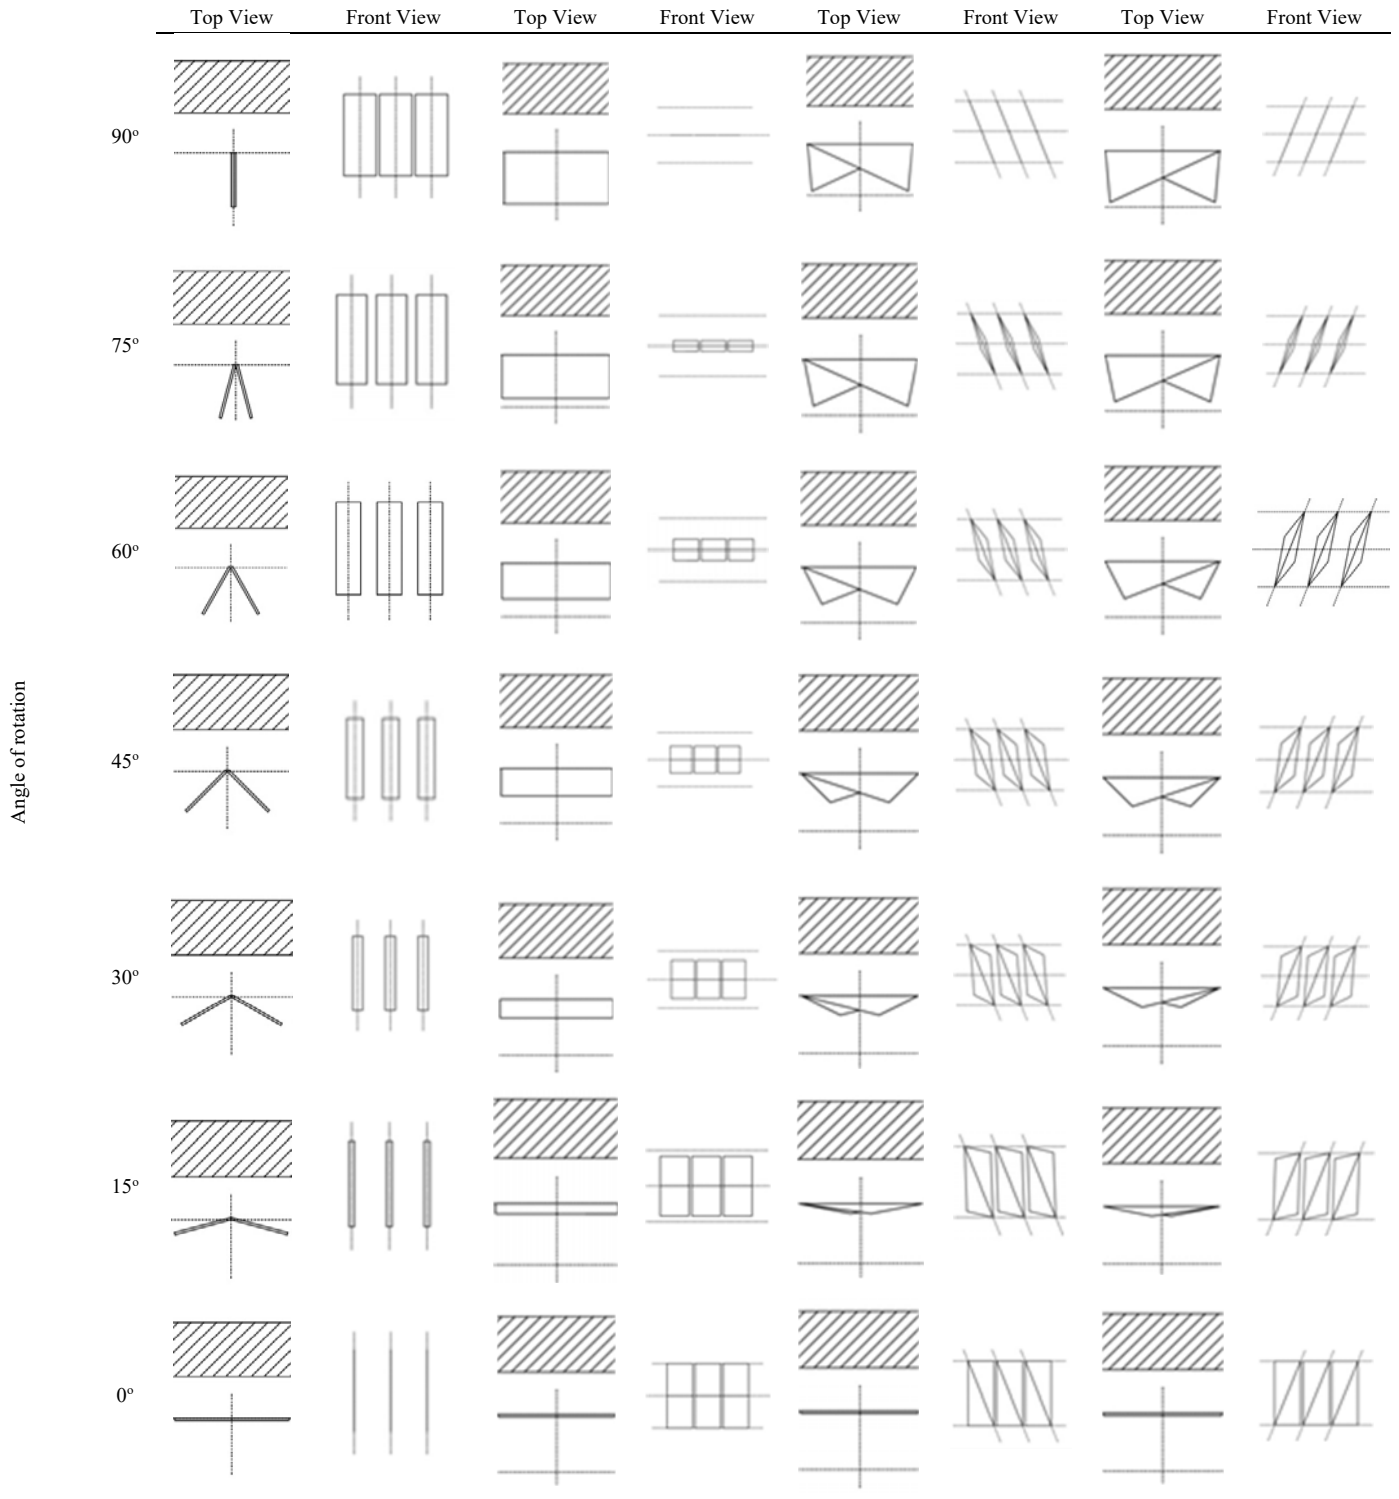 Top View Front View Top View Front View Top View Front View Top View Front View
90º
75º
60º
Angle of rotation
45º
30º
15º
0º